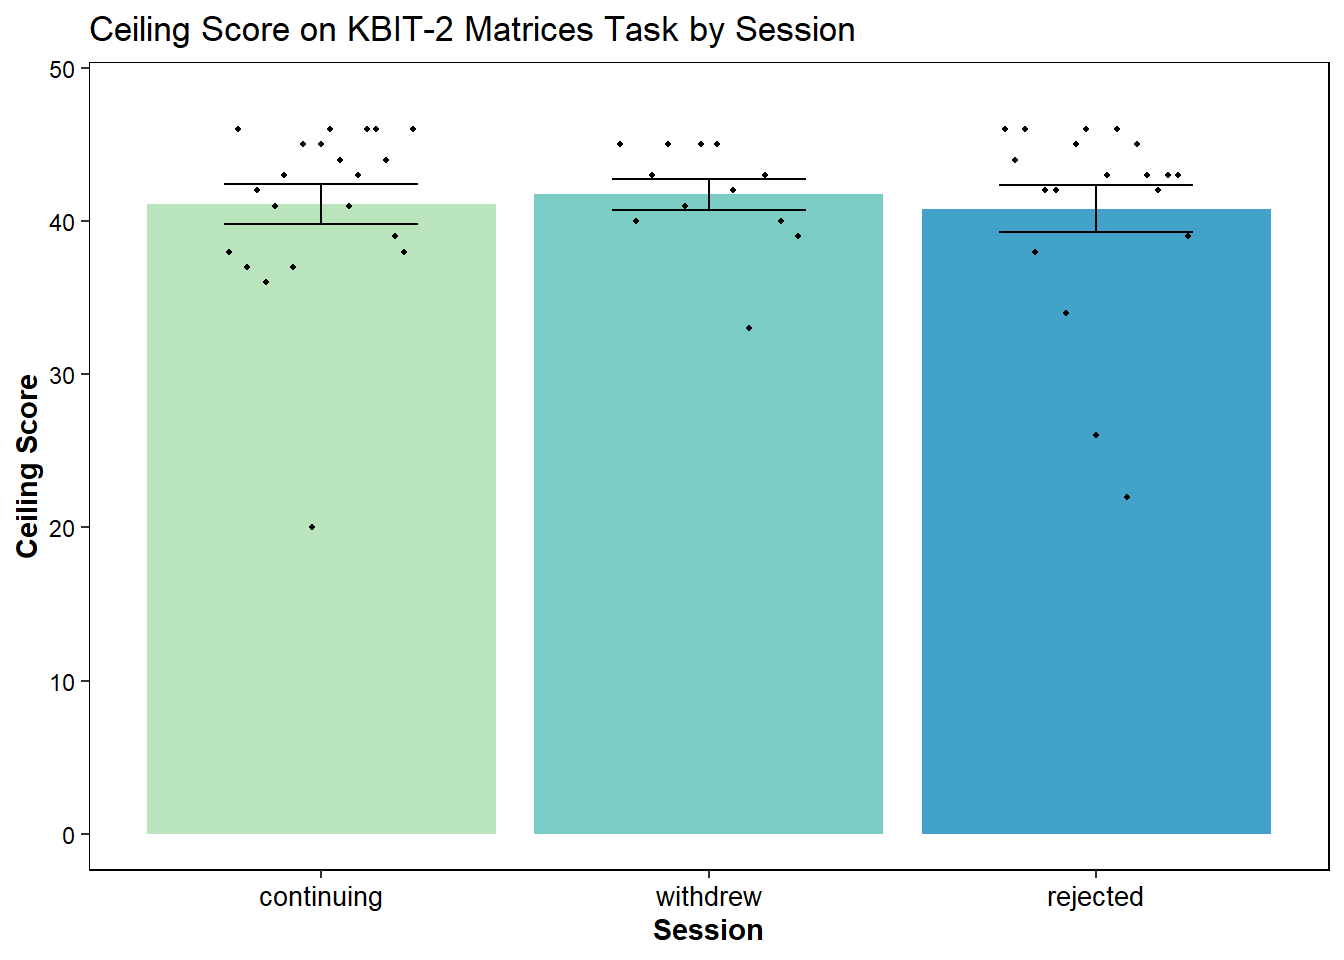 Ceiling Score on KBIT-2 Matrices Task by Session
Ceiling Score
50
40
30
20
10
0
continuing
withdrew
rejected
Session